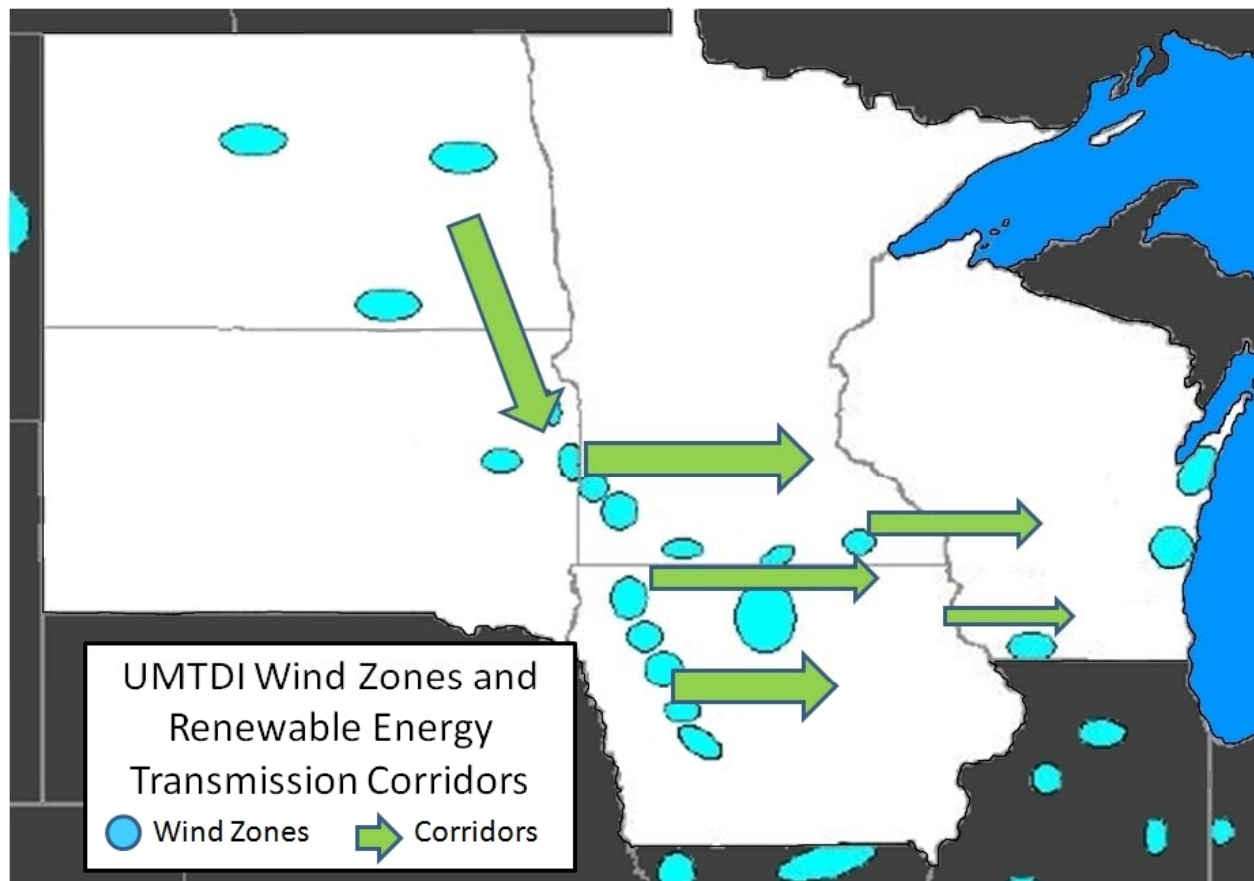 UMTDI Wind Zones and
Renewable Energy
Transmission Corridors
Wind Zones Corridors